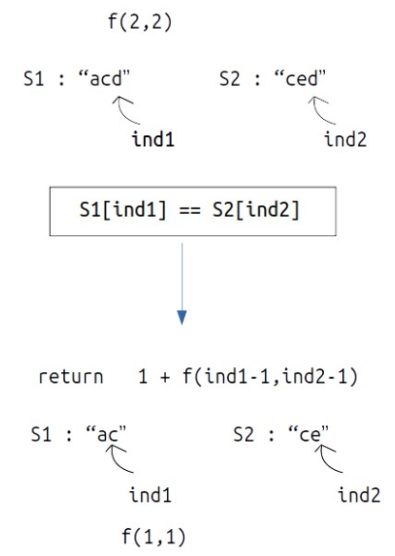 f(2,2)
S1 : “acd” S2 : “ced”
ind1 ind2
S1[ind1] == S2[ind2]
return 1 + f(ind1-1,ind2-1)
S1 : “ac” S2 : “ce”
ind1 ind2
f(1,1)